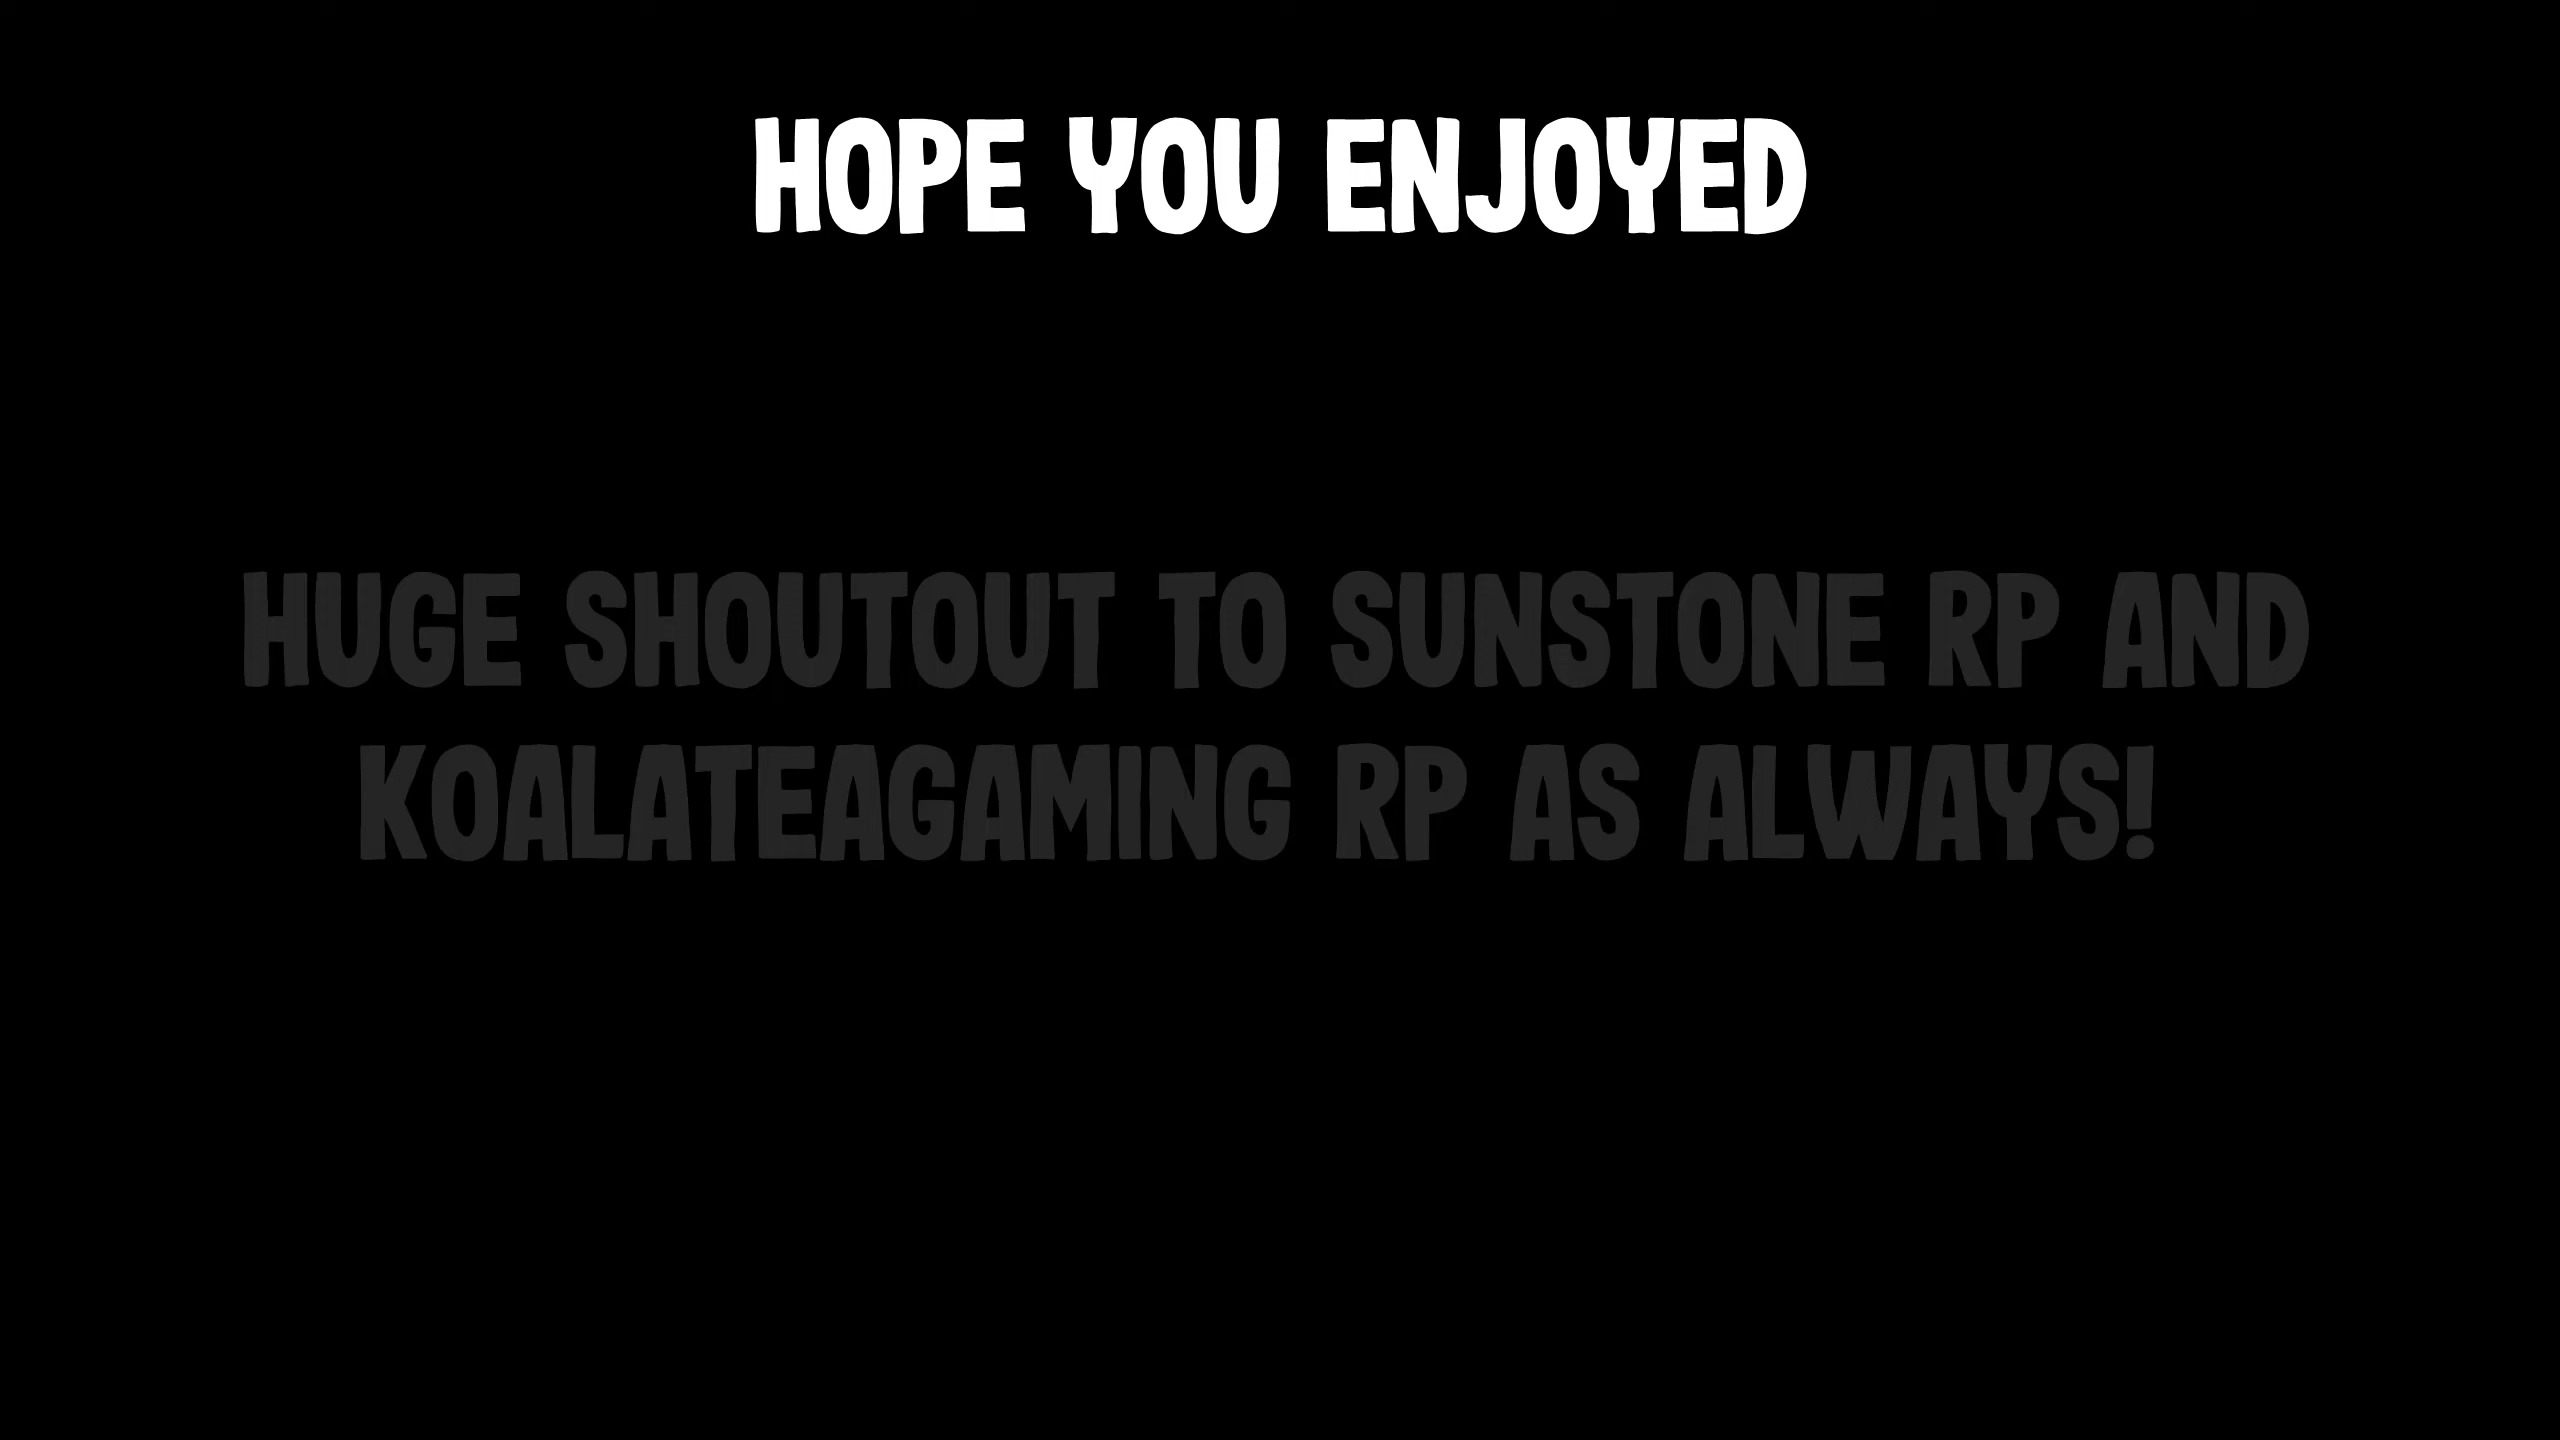 HOPE YOU ENJOYED
HUGE SHOUTOUT TO SUNSTONE RP AND
KOALATEAGAMING RP AS ALWAYS!